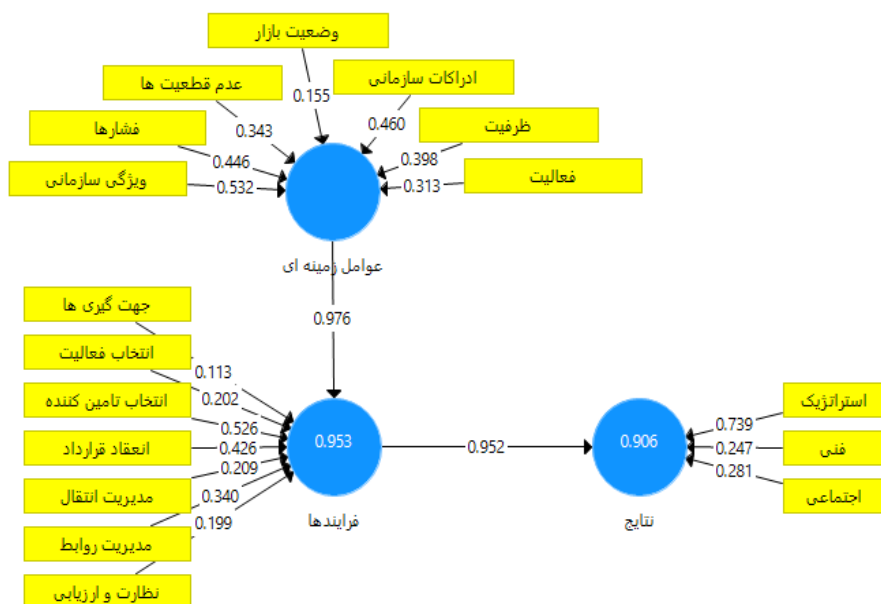 وضعیت بازار
عدم قطعیت ها
ادراکات سازمانی
فشارها
ظرفیت
ویژگی سازمانی
فعالیت
0.155
0.343
0.460
0.446
0.398
0.532
0.313
عوامل زمینه ای
0.976
جهت گیری ها
انتخاب فعالیت
انتخاب تامین کننده
انعقاد قرارداد
مدیریت انتقال
مدیریت روابط
نظارت و ارزیابی
0.113
0.202
0.526
0.426
0.209
0.340
0.199
0.953
فرایندها
0.952
0.906
نتایج
0.739
0.247
0.281
استراتژیک
فنی
اجتماعی